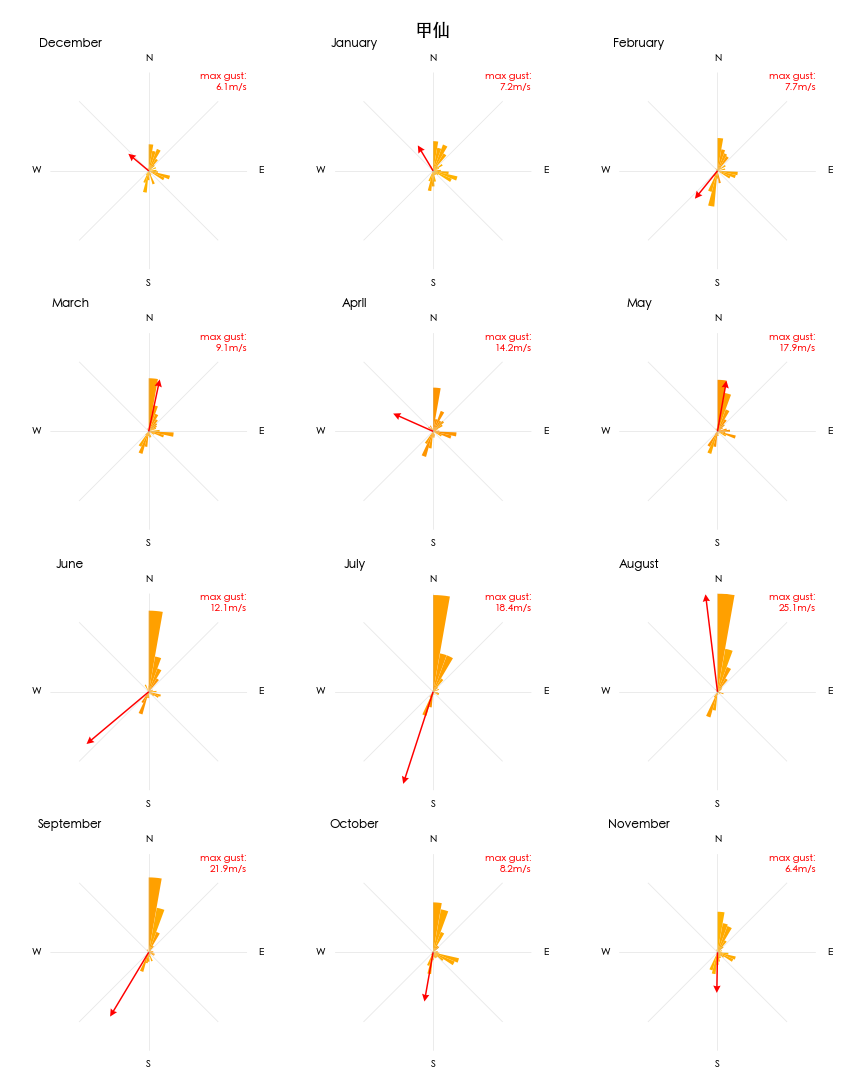 甲仙
December
N
max gust:
6.1m/s
W
E
S
January
N
max gust:
7.2m/s
W
E
S
February
N
max gust:
7.7m/s
W
E
S
March
N
max gust:
9.1m/s
W
E
S
April
N
max gust:
14.2m/s
W
E
S
May
N
max gust:
17.9m/s
W
E
S
June
N
max gust:
12.1m/s
W
E
S
July
N
max gust:
18.4m/s
W
E
S
August
N
max gust:
25.1m/s
W
E
S
September
N
max gust:
21.9m/s
W
E
S
October
N
max gust:
8.2m/s
W
E
S
November
N
max gust:
6.4m/s
W
E
S